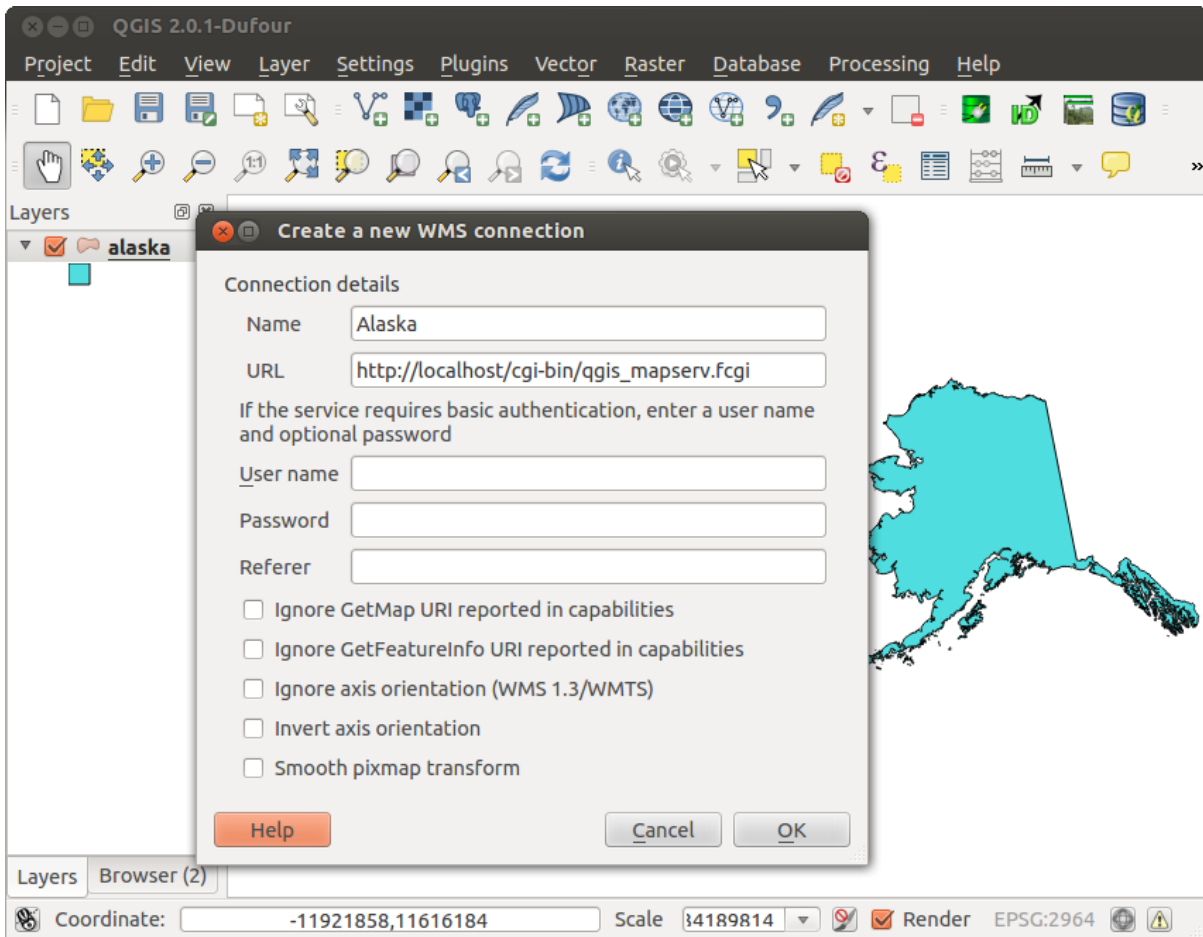 QGIS 2.0.1-Dufour
Project Edit View Layer Settings Plugins Vector Raster Database Processing Help
1:1
»
Layers
alaska
Create a new WMS connection
Connection details
Name Alaska
URL http://localhost/cgi-bin/qgis_mapserv.fcgi
If the service requires basic authentication, enter a user name
and optional password
User name
Password
Referer
Ignore GetMap URI reported in capabilities
Ignore GetFeatureInfo URI reported in capabilities
Ignore axis orientation (WMS 1.3/WMTS)
Invert axis orientation
Smooth pixmap transform
Help Cancel OK
Layers Browser (2)
Coordinate: -11921858,11616184 Scale 34189814 Render EPSG:2964